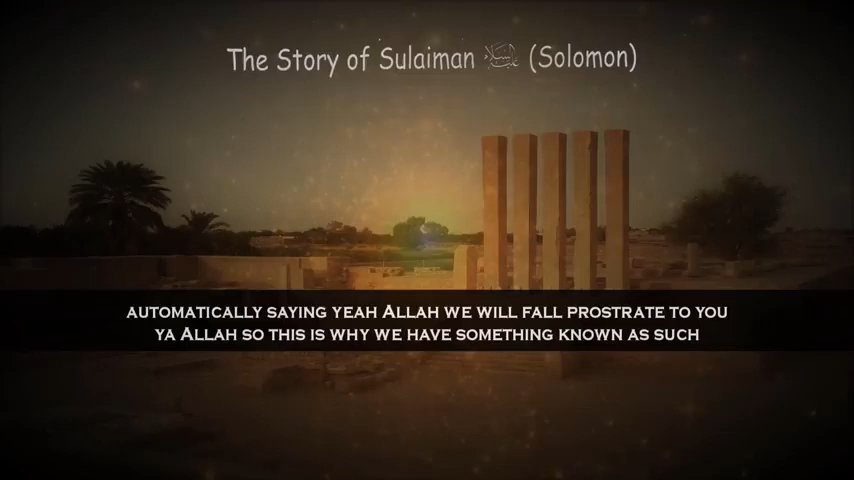 The Story of Sulaiman عليه السلام (Solomon)
AUTOMATICALLY SAYING YEAH ALLAH WE WILL FALL PROSTRATE TO YOU
YA ALLAH SO THIS IS WHY WE HAVE SOMETHING KNOWN AS SUCH